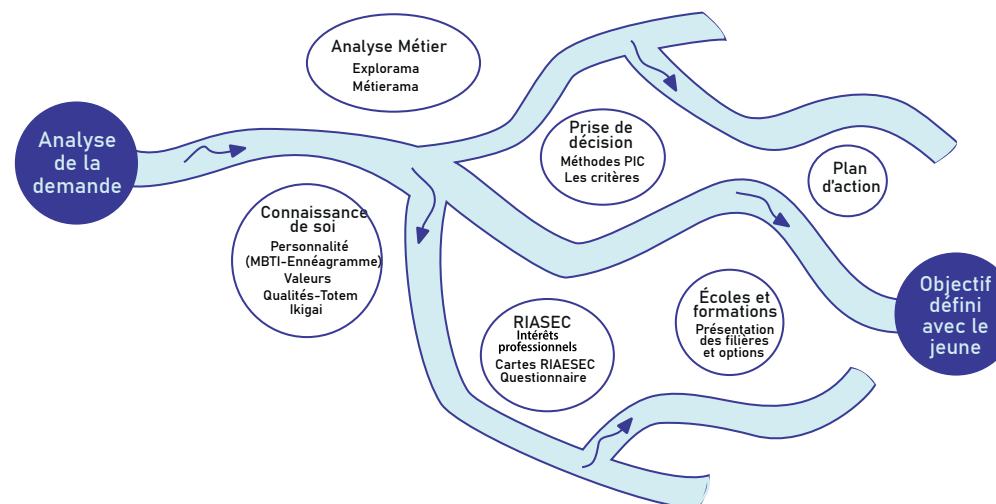 Analyse
de la
demande
Analyse Métier
Explorama
Métierama
Connaissance
de soi
Personnalité
(MBTI-Ennéagramme)
Valeurs
Qualités-Totem
Ikigai
Prise de
décision
Méthodes PIC
Les critères
RIASEC
Intérêts
professionnels
Cartes RIAESEC
Questionnaire
Écoles et
formations
Présentation
des filières
et options
Plan
d'action
Objectif
défini
avec le
jeune